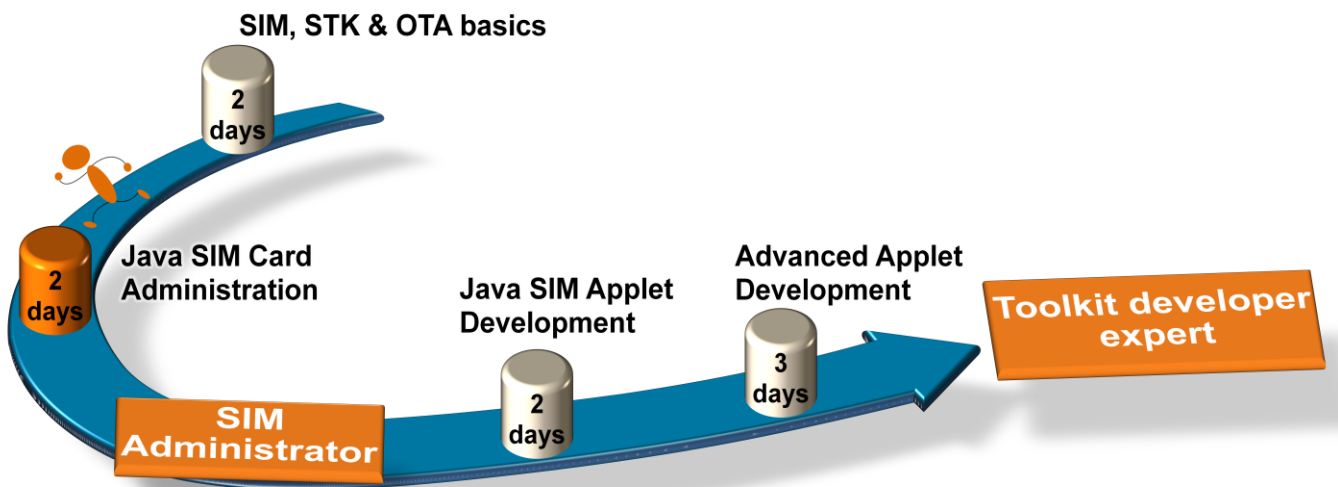 SIM, STK & OTA basics
2
days
2
days
Java SIM Card
Administration
SIM
Administrator
Java SIM Applet
Development
2
days
Advanced Applet
Development
3
days
Toolkit developer
expert